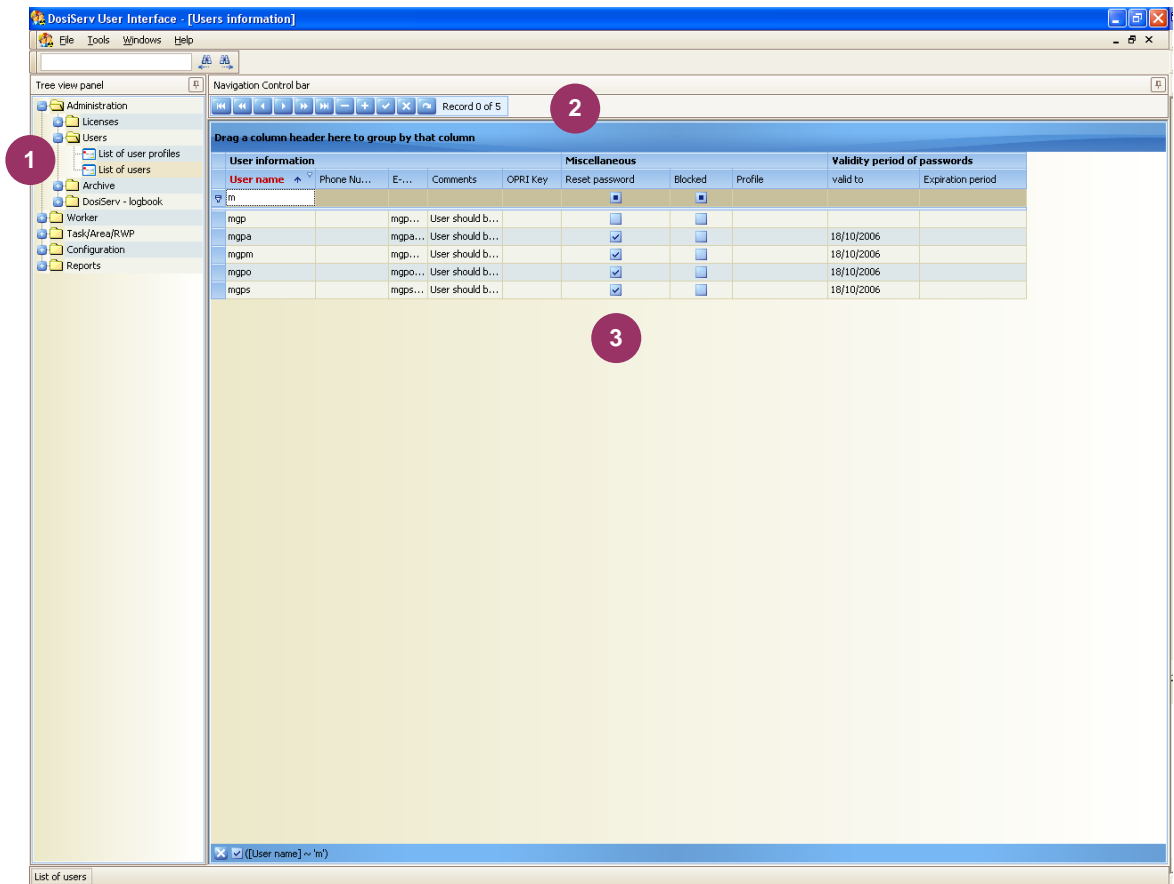 DosiServ User Interface - [Users information]
File Tools Windows Help
Tree view panel
Navigation Control bar
Administration
Licenses
Users
List of user profiles
List of users
Archive
DosiServ - logbook
Worker
Task/Area/RWP
Configuration
Reports
1
Record 0 of 5
2
Drag a column header here to group by that column
User information Miscellaneous Validity period of passwords
User name Phone Nu... E-... Comments OPRI Key Reset password Blocked Profile valid to Expiration period
m
mgp mgp... User should b...
mgpa mgpa... User should b... 18/10/2006
mgpm mgp... User should b... 18/10/2006
mgpo mgpo... User should b... 18/10/2006
mgps mgps... User should b... 18/10/2006
3
([User name] ~ 'm')
List of users